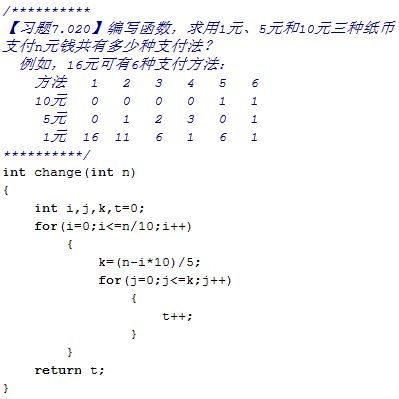 /**********
【习题7.020】编写函数，求用1元、5元和10元三种纸币
支付n元钱共有多少种支付法？
  例如，16元可有6种支付方法：
    方法   1   2   3   4   5   6
    10元   0   0   0   0   1   1
     5元   0   1   2   3   0   1
     1元  16  11   6   1   6   1
**********/
int change(int n)
{
    int i,j,k,t=0;
    for(i=0;i<=n/10;i++)
        {
            k=(n-i*10)/5;
            for(j=0;j<=k;j++)
                {
                    t++;
                }
        }
    return t;
}